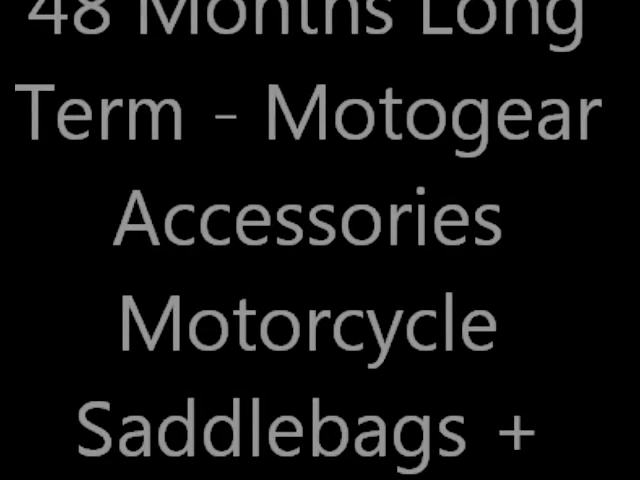 48 Months Long
Term - Motogear
Accessories
Motorcycle
Saddlebags +